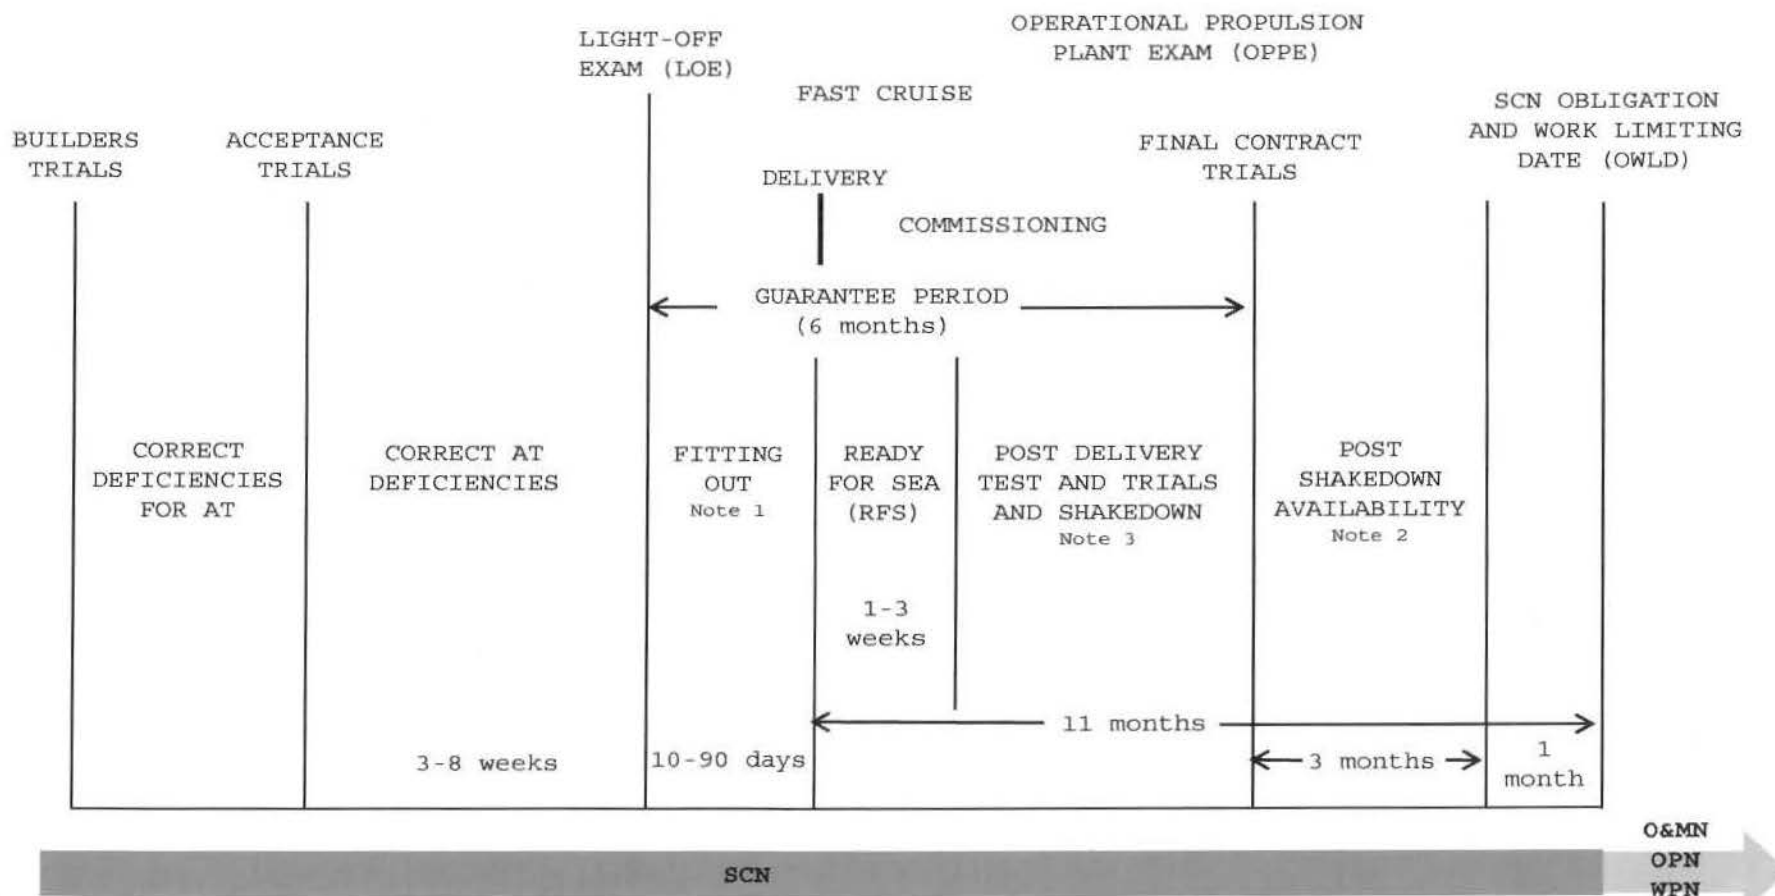 OPERATIONAL PROPULSION
PLANT EXAM (OPPE)
LIGHT-OFF
EXAM (LOE)
FAST CRUISE
SCN OBLIGATION
AND WORK LIMITING
DATE (OWLD)
BUILDERS
TRIALS
ACCEPTANCE
TRIALS
FINAL CONTRACT
TRIALS
DELIVERY
COMMISSIONING
GUARANTEE PERIOD
(6 months)
CORRECT
DEFICIENCIES
FOR AT
CORRECT AT
DEFICIENCIES
FITTING
OUT
Note 1
READY
FOR SEA
(RFS)
POST DELIVERY
TEST AND TRIALS
AND SHAKEDOWN
Note 3
POST
SHAKEDOWN
AVAILABILITY
Note 2
1-3
weeks
11 months
3-8 weeks
10-90 days
3 months
1
month
SCN
O&MN
OPN
WPN